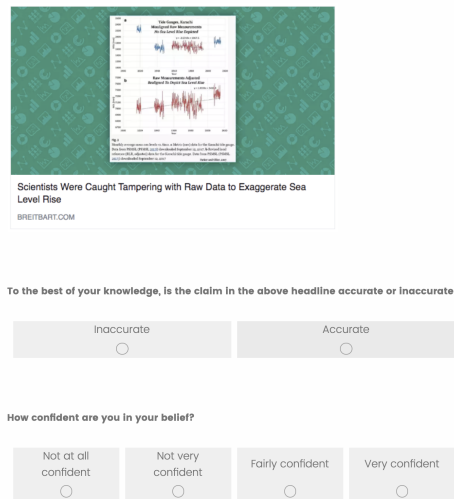 Tide Gauges, Karachi
Misaligned Raw Measurements
No Sea Level Rise Depicted
Raw Measurements Adjusted
Realigned To Depict Sea Level Rise
Scientists Were Caught Tampering with Raw Data to Exaggerate Sea
Level Rise
BREITBART.COM
To the best of your knowledge, is the claim in the above headline accurate or inaccurate
Inaccurate
Accurate
How confident are you in your belief?
Not at all
confident
Not very
confident
Fairly confident
Very confident